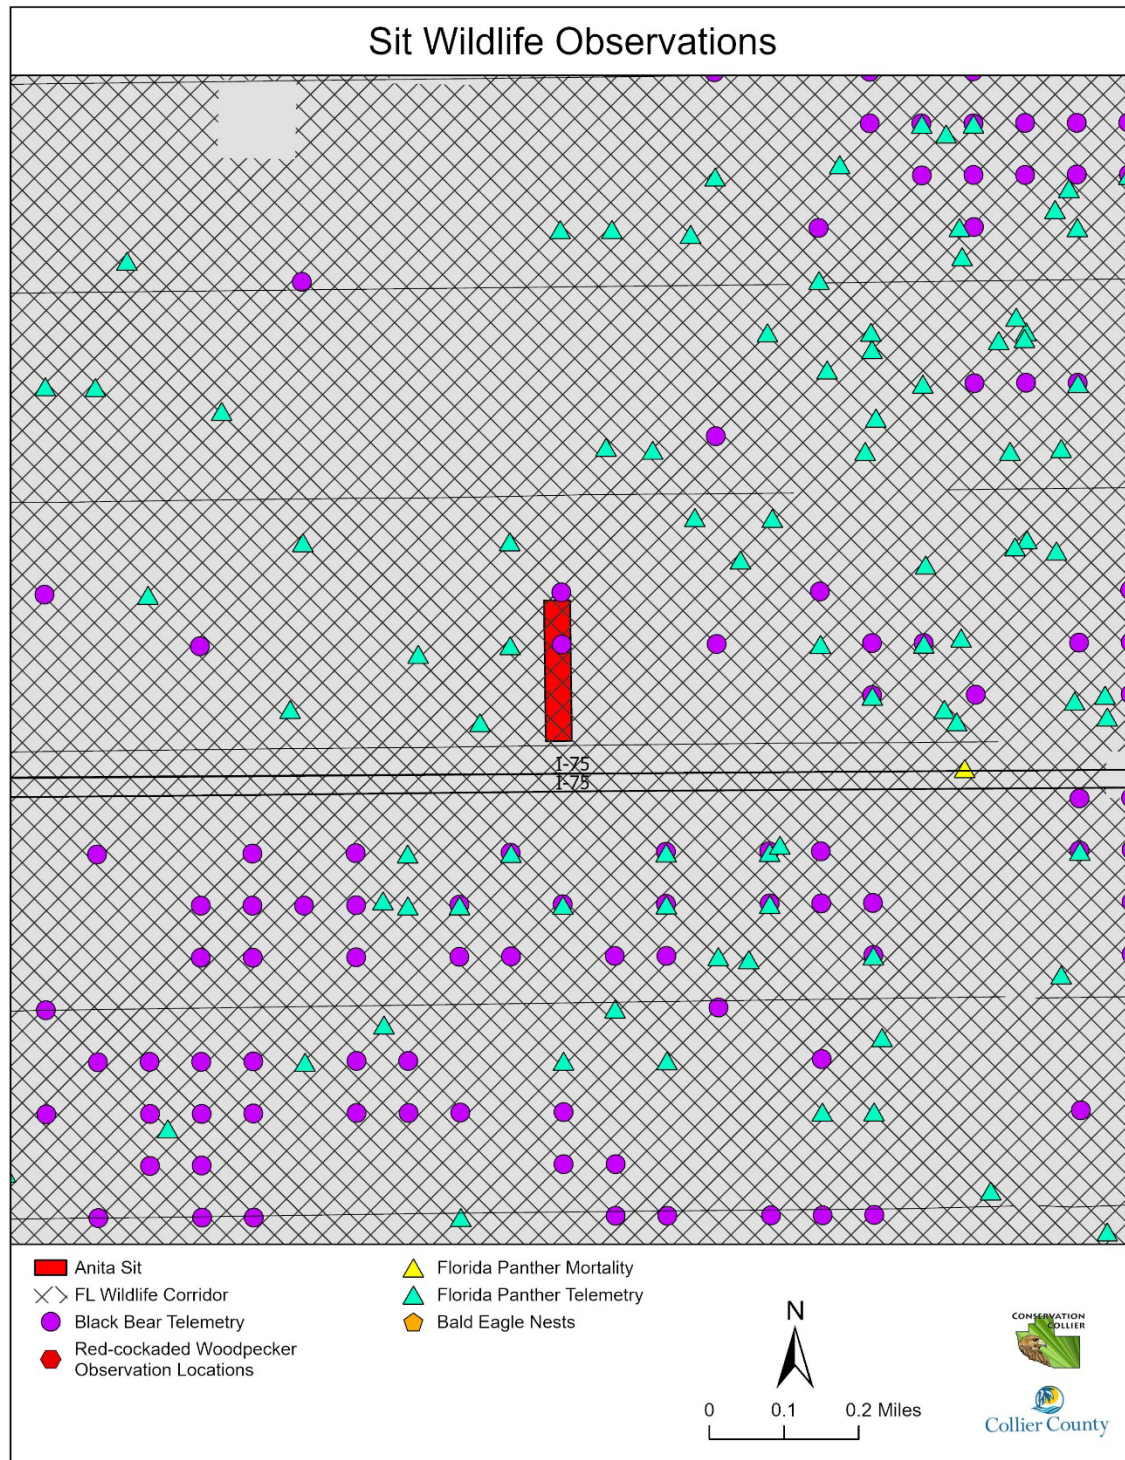 Sit Wildlife Observations
I-75
I-75
Anita Sit
FL Wildlife Corridor
Black Bear Telemetry
Red-cockaded Woodpecker
Observation Locations
Florida Panther Mortality
Florida Panther Telemetry
Bald Eagle Nests
N
0 0.1 0.2 Miles
CONSERVATION
COLLIER
Collier County